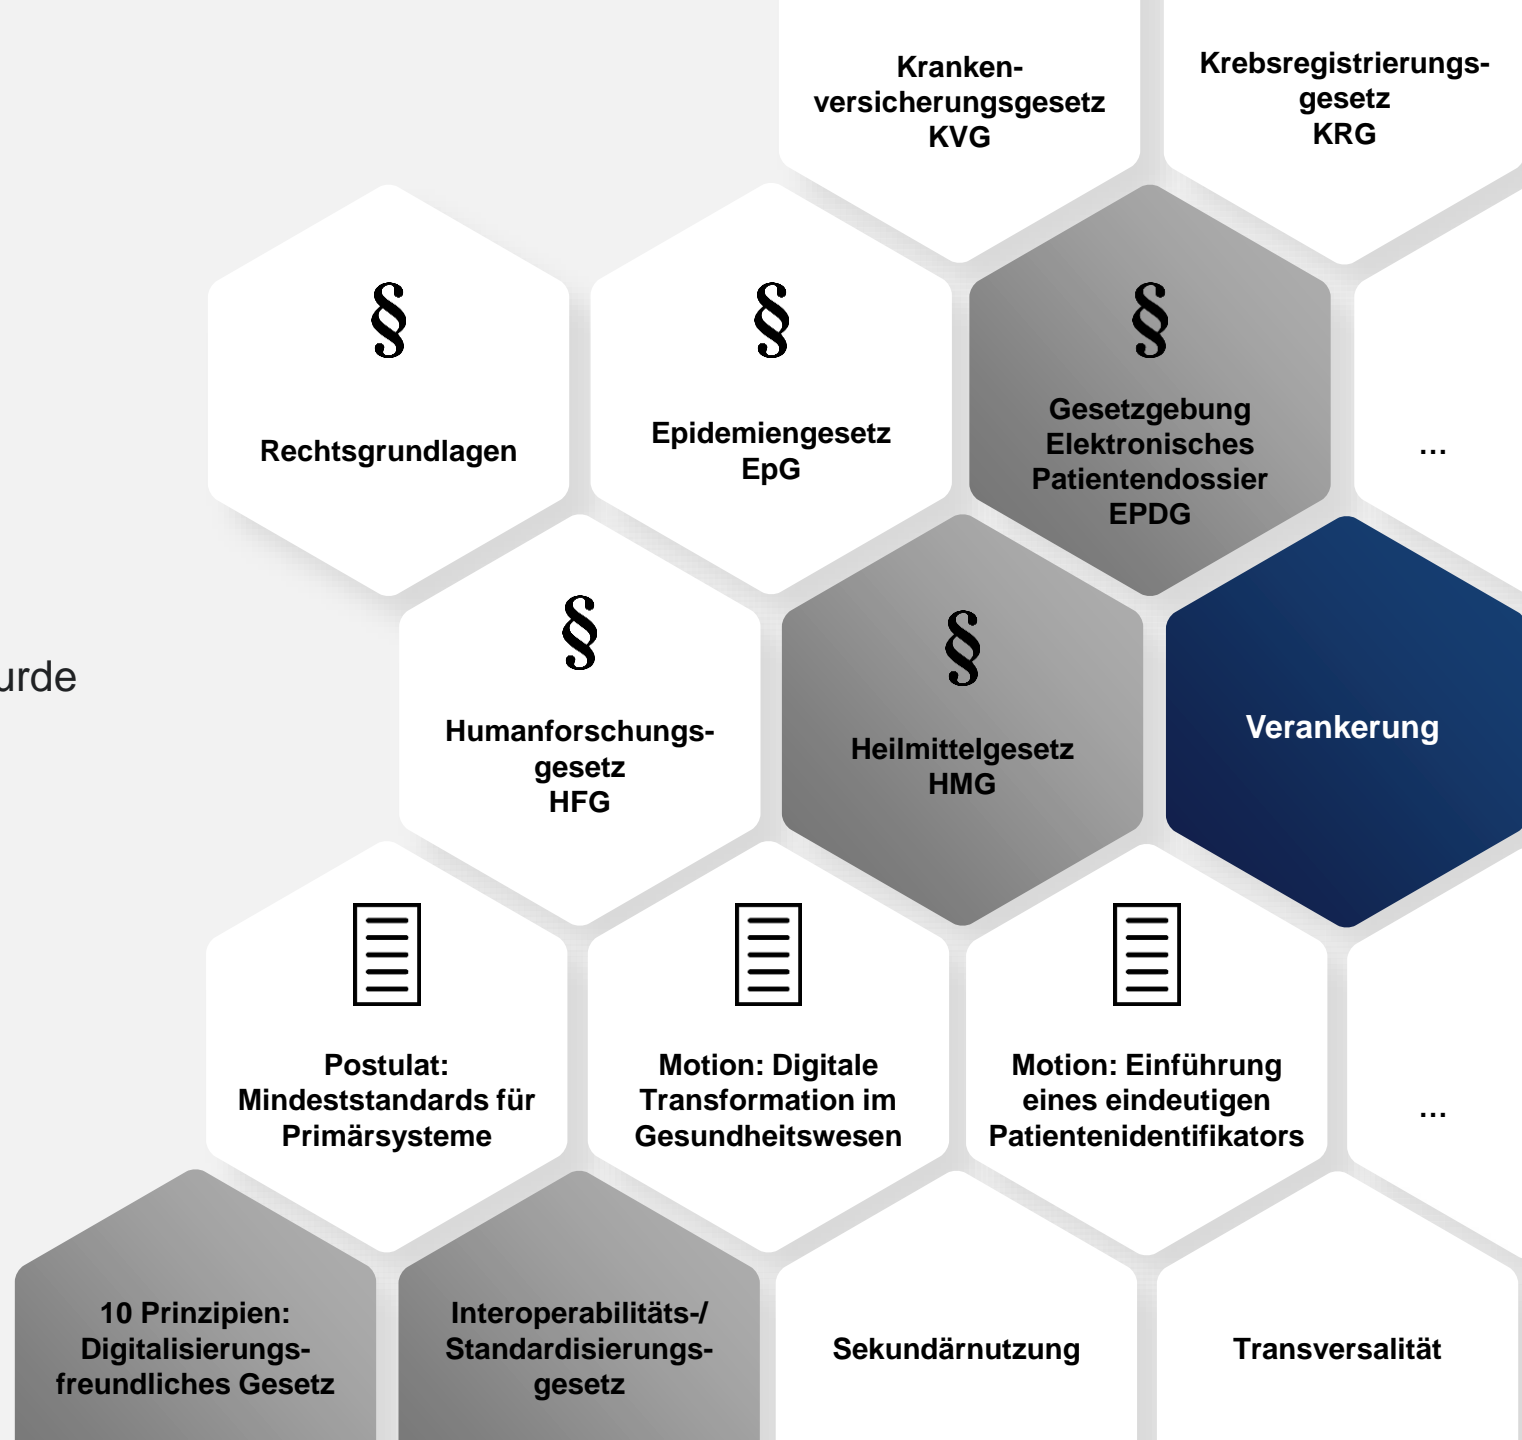 Kranken-
versicherungsgesetz
KVG
Krebsregistrierungs-
gesetz
KRG
§
Rechtsgrundlagen
§
Epidemiengesetz
EpG
§
Gesetzgebung
Elektronisches
Patientendossier
EPDG
...
urde
§
Humanforschungs-
gesetz
HFG
§
Heilmittelgesetz
HMG
Verankerung
Postulat:
Mindeststandards für
Primärsysteme
Motion: Digitale
Transformation im
Gesundheitswesen
Motion: Einführung
eines eindeutigen
Patientenidentifikators
...
10 Prinzipien:
Digitalisierungs-
freundliches Gesetz
Interoperabilitäts-/
Standardisierungs-
gesetz
Sekundärnutzung
Transversalität